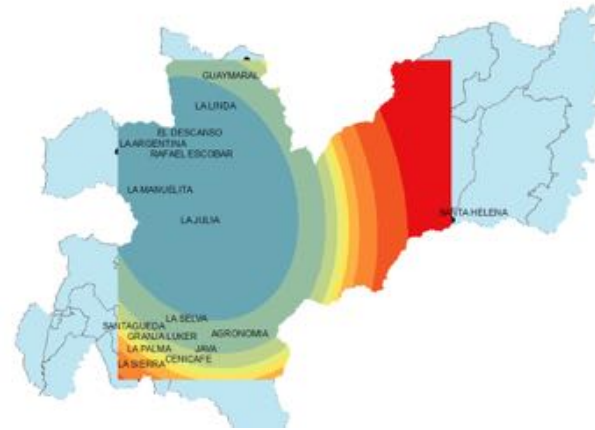 GUAYMARAL
LA LINDA
EL DESCANSO
LA ARGENTINA
RAFAEL ESCOBAR
LA MANUELITA
LA JULIA
SANTA HELENA
LA SELVA
SANTAGUEDA
GRANJA LUKER
AGRONOMIA
LA PALMA
JAVA
CENICAFE
LA SIERRA